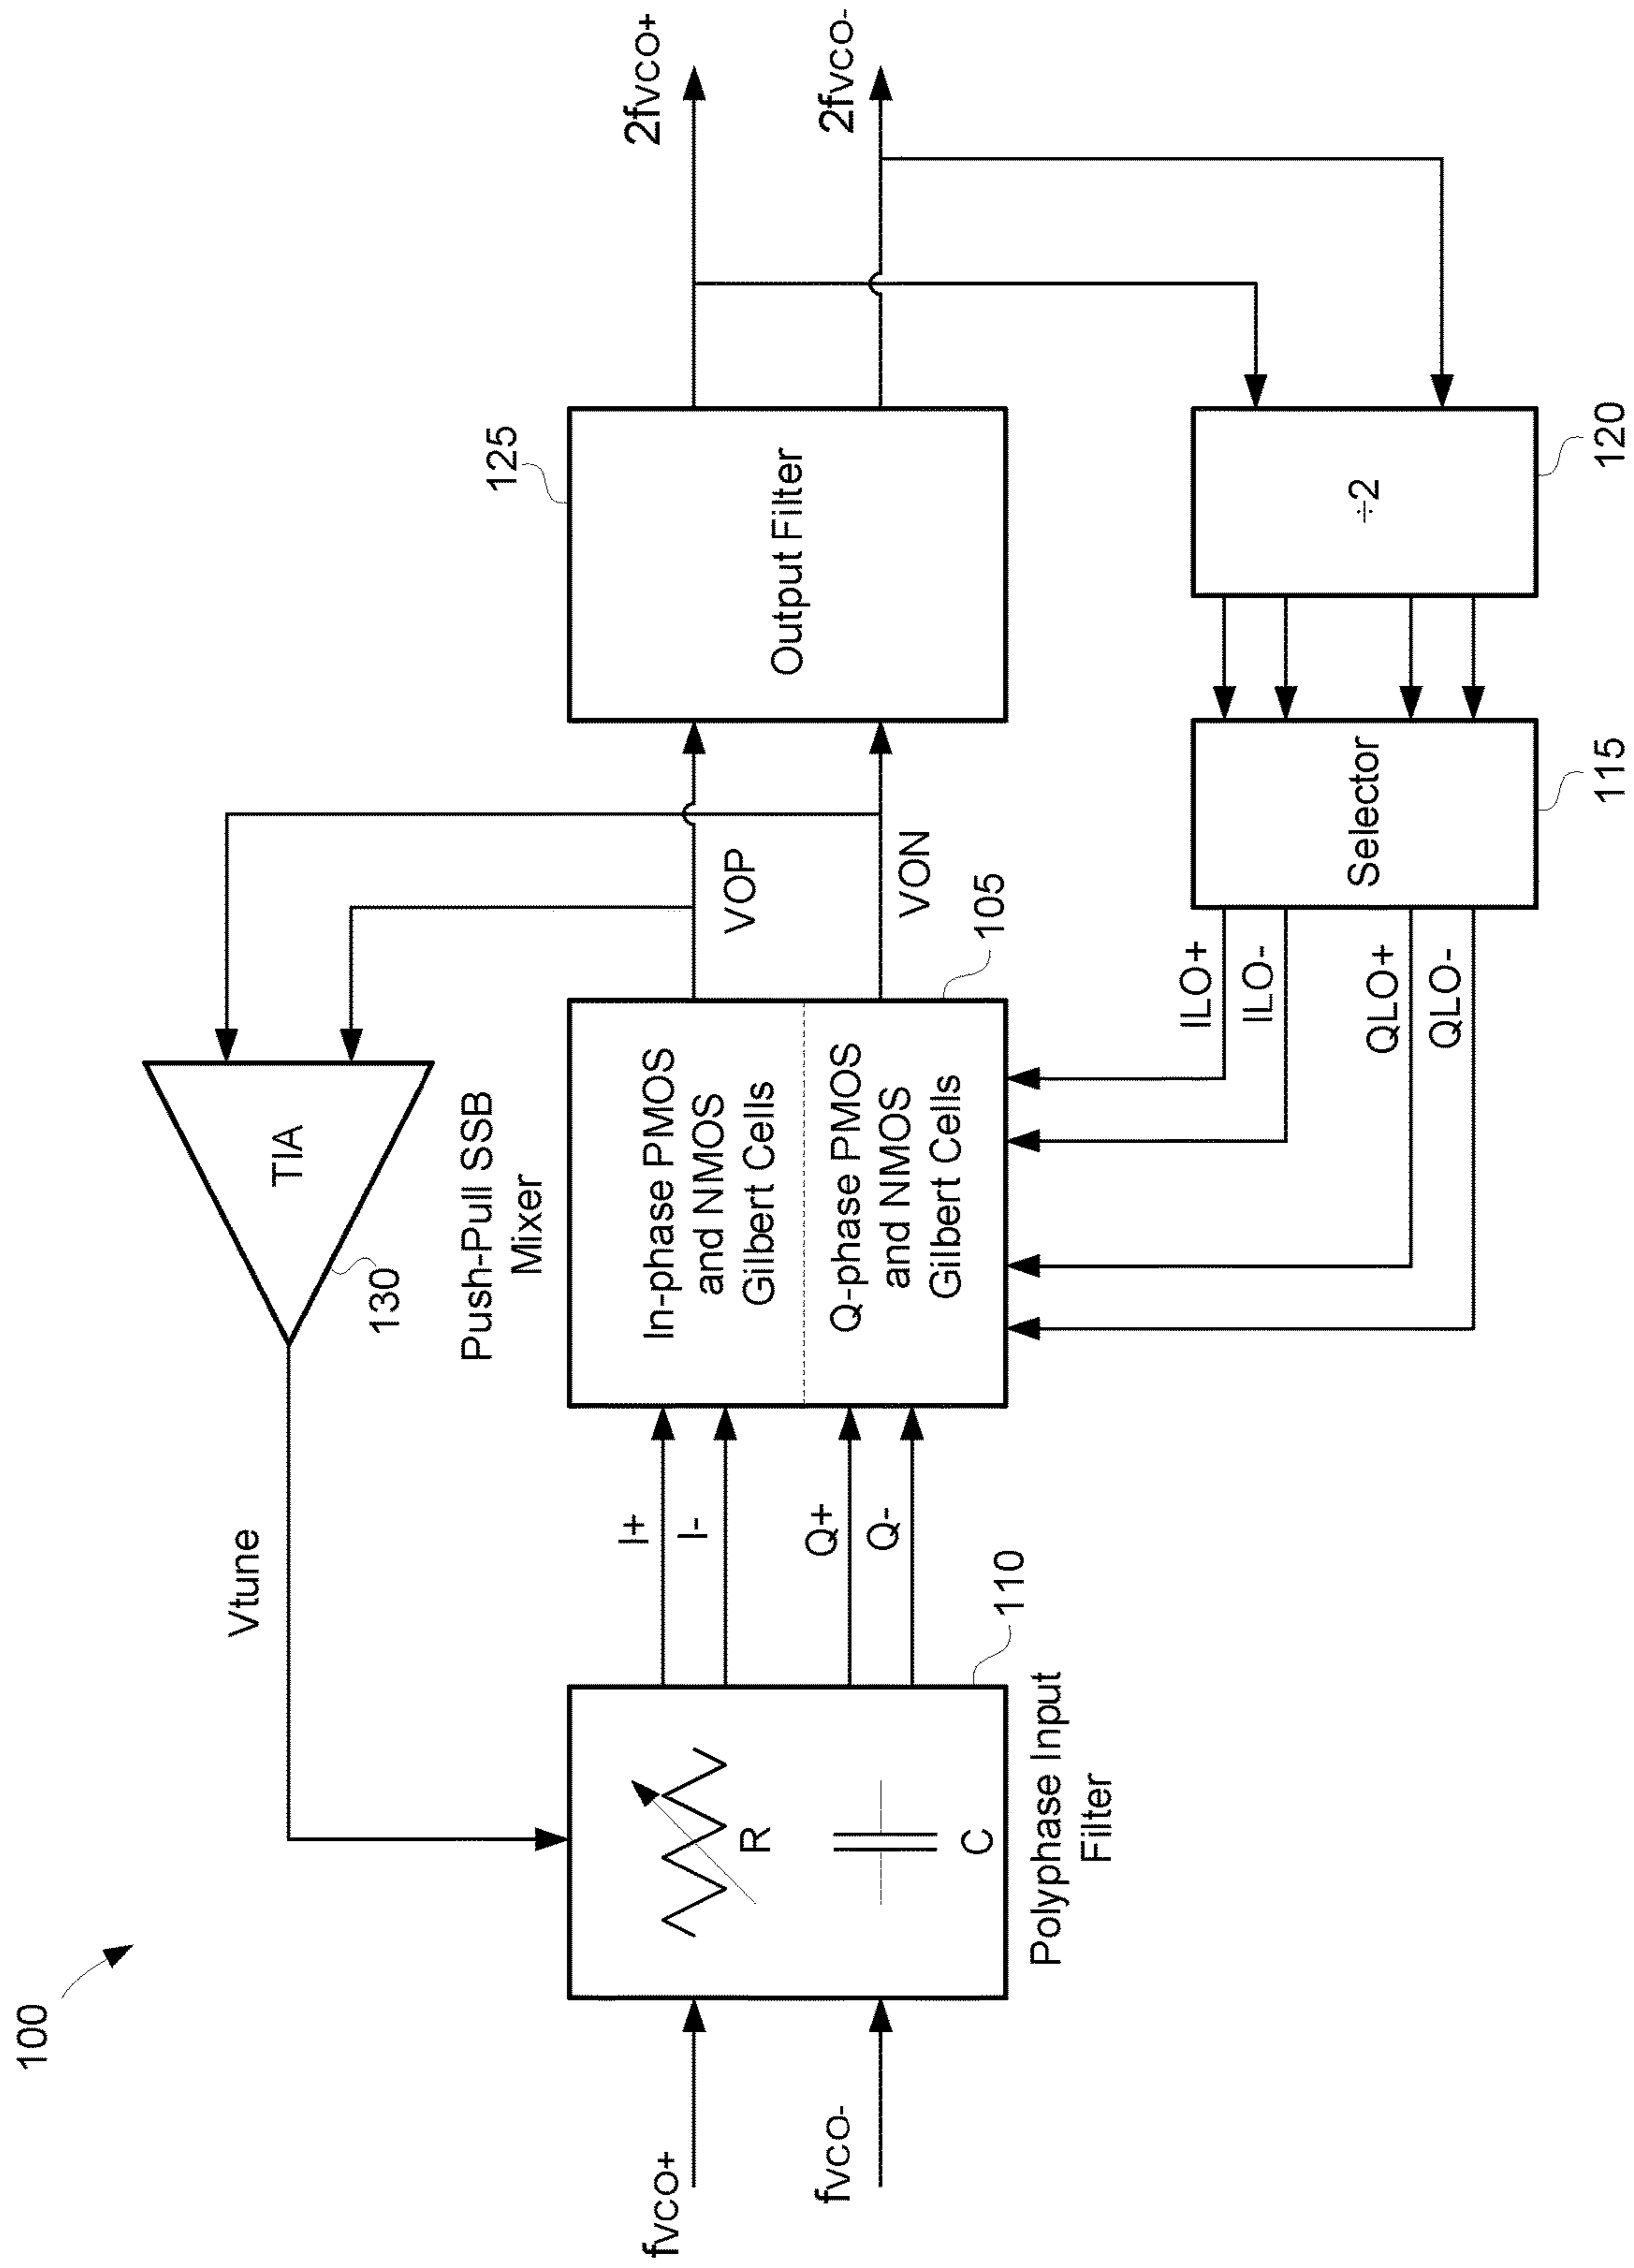 100
fvco+
fvco-
R
C
Polyphase Input
Filter
110
Vtune
I+
I-
Q+
Q-
TIA
130
Push-Pull SSB
Mixer
In-phase PMOS
and NMOS
Gilbert Cells
Q-phase PMOS
and NMOS
Gilbert Cells
105
VOP
VON
ILO+
ILO-
QLO+
QLO-
Selector
115
Output Filter
125
÷2
120
2fvco+
2fvco-